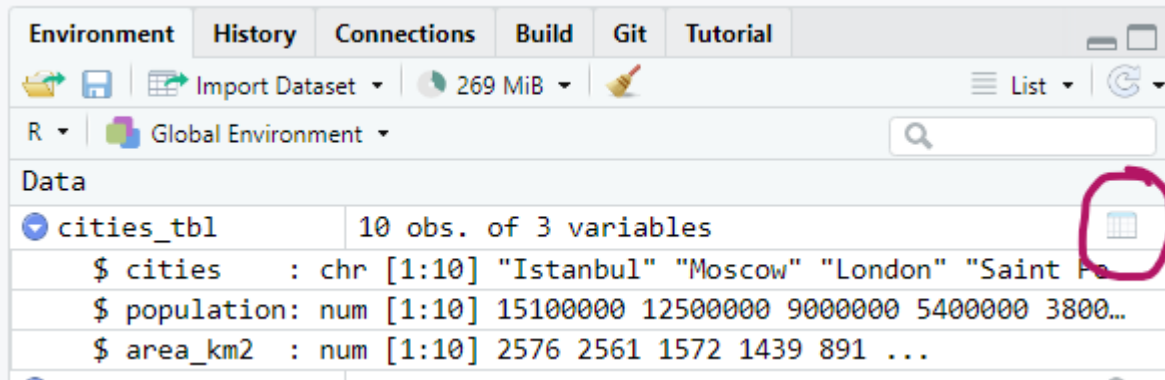 Environment History Connections Build Git Tutorial
Import Dataset 269 MiB List
R Global Environment
Data
cities_tbl 10 obs. of 3 variables
$ cities : chr [1:10] "Istanbul" "Moscow" "London" "Saint Pe…
$ population: num [1:10] 15100000 12500000 9000000 5400000 3800…
$ area_km2 : num [1:10] 2576 2561 1572 1439 891 ...